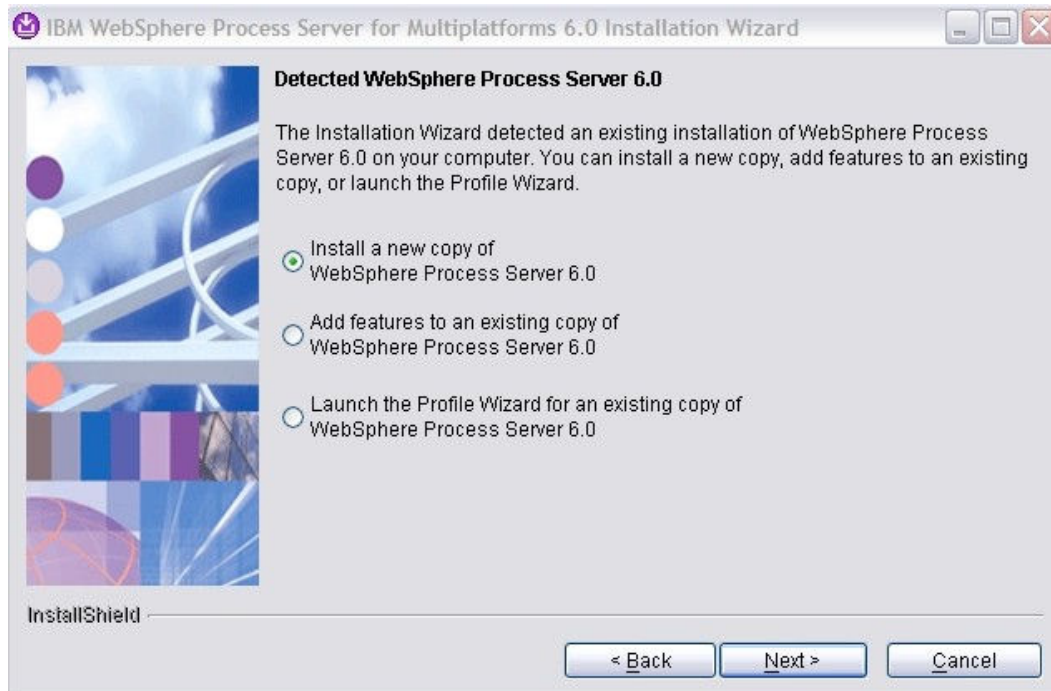 IBM WebSphere Process Server for Multiplatforms 6.0 Installation Wizard
Detected WebSphere Process Server 6.0
The Installation Wizard detected an existing installation of WebSphere Process
Server 6.0 on your computer. You can install a new copy, add features to an existing
copy, or launch the Profile Wizard.
Install a new copy of
WebSphere Process Server 6.0
Add features to an existing copy of
WebSphere Process Server 6.0
Launch the Profile Wizard for an existing copy of
WebSphere Process Server 6.0
InstallShield
< Back Next > Cancel